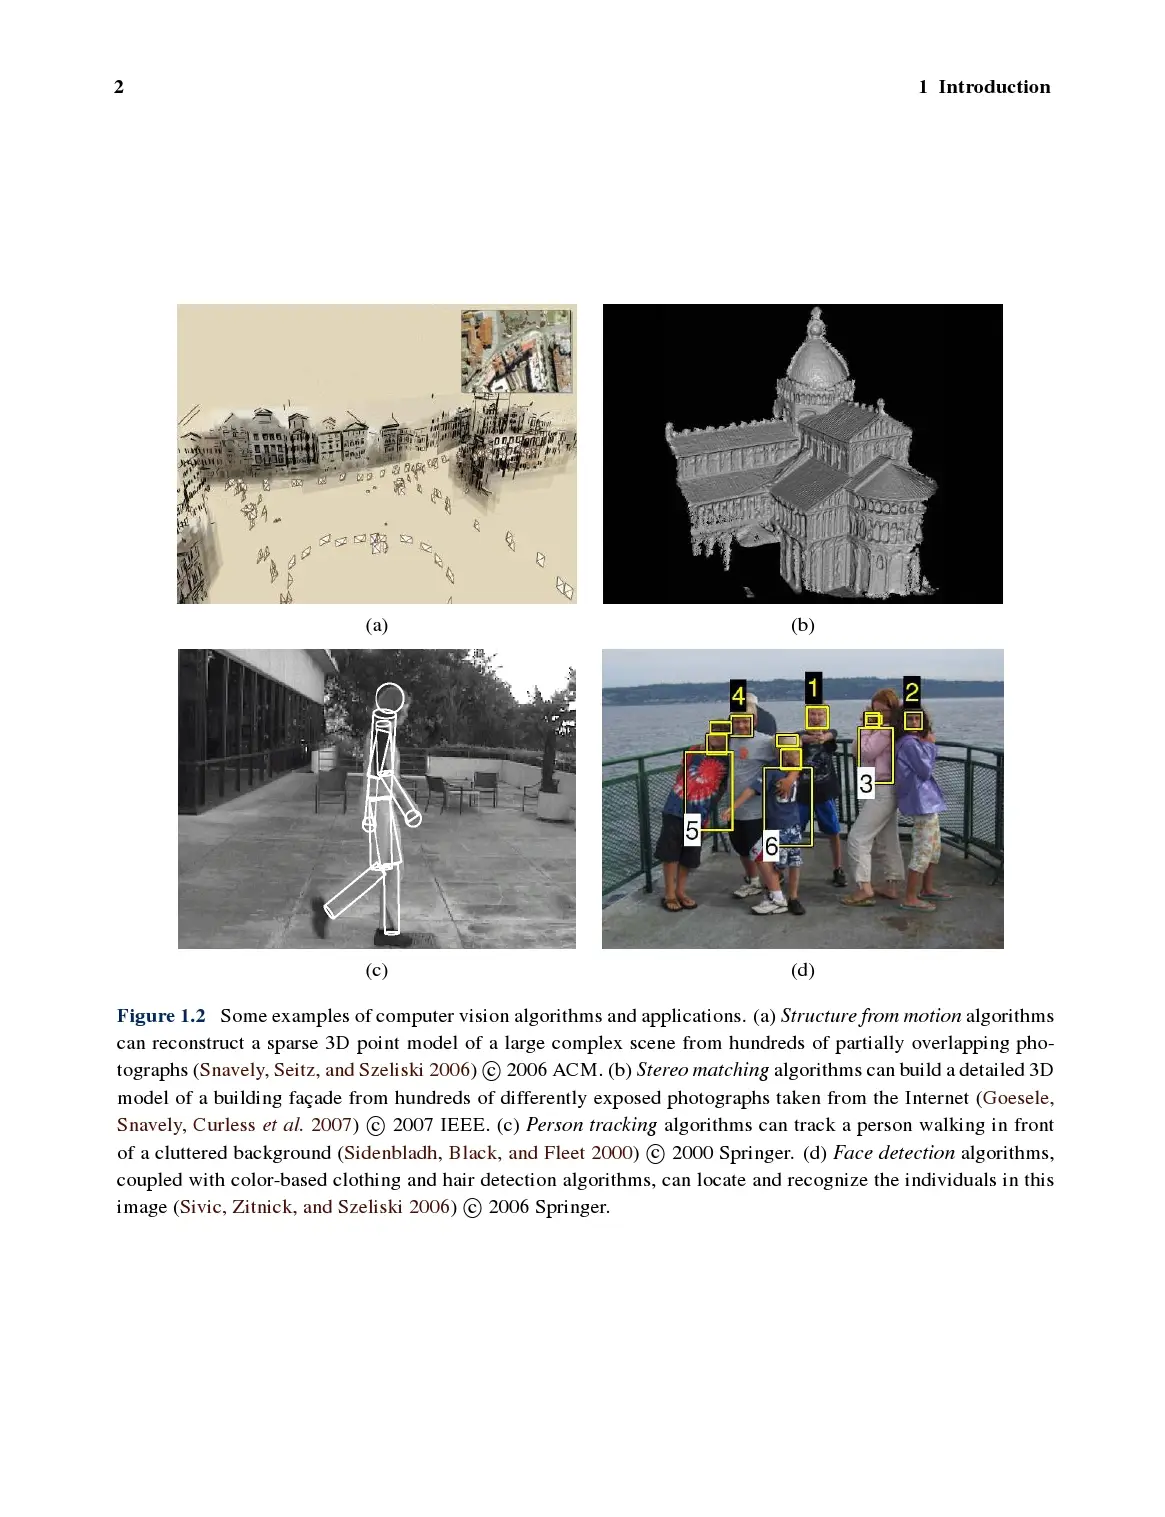 2 1 Introduction
(a) (b)
4 1 2
3
5
6
(c) (d)
Figure 1.2 Some examples of computer vision algorithms and applications. (a) Structure from motion algorithms
can reconstruct a sparse 3D point model of a large complex scene from hundreds of partially overlapping pho-
tographs (Snavely, Seitz, and Szeliski 2006) © 2006 ACM. (b) Stereo matching algorithms can build a detailed 3D
model of a building façade from hundreds of differently exposed photographs taken from the Internet (Goesele,
Snavely, Curless et al. 2007) © 2007 IEEE. (c) Person tracking algorithms can track a person walking in front
of a cluttered background (Sidenbladh, Black, and Fleet 2000) © 2000 Springer. (d) Face detection algorithms,
coupled with color-based clothing and hair detection algorithms, can locate and recognize the individuals in this
image (Sivic, Zitnick, and Szeliski 2006) © 2006 Springer.